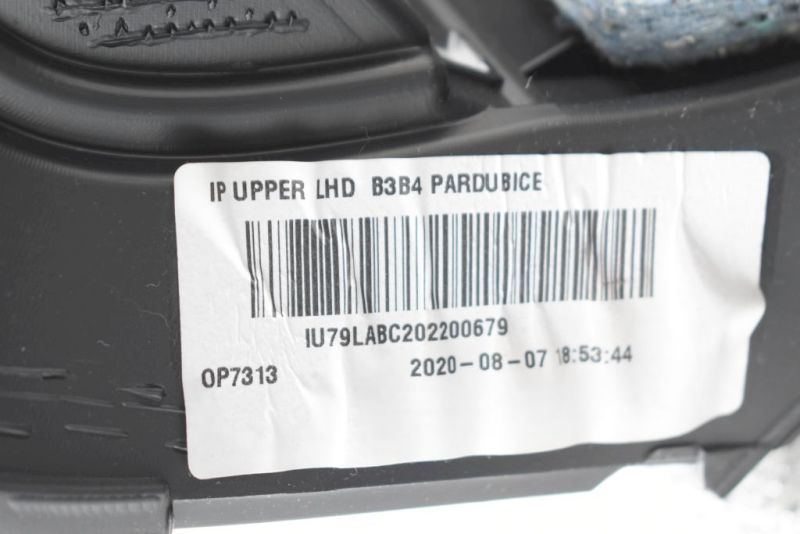 IP UPPER LHD B3B4 PARDUBICE
IU79LABC202200679
OP7313
2020-08-07 18:53:44